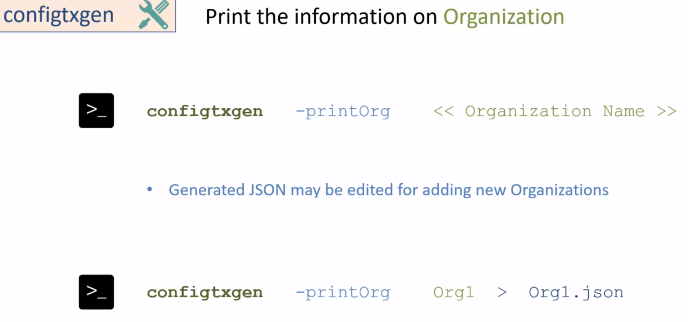 configtxgen Print the information on Organization
>_ configtxgen -printOrg << Organization Name >>
• Generated JSON may be edited for adding new Organizations
>_ configtxgen -printOrg Org1 > Org1.json